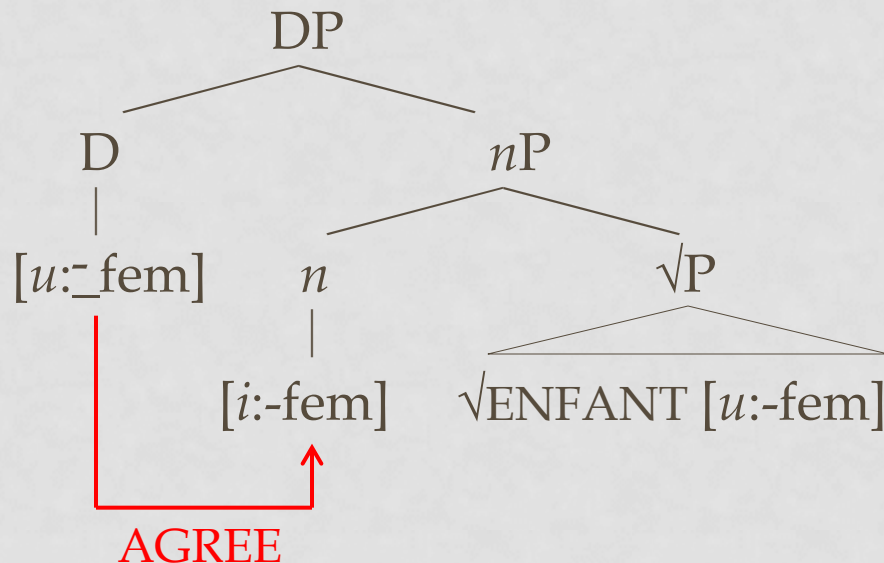 DP
D nP
[u:-_fem] n √P
[i:-fem] √ENFANT [u:-fem]
AGREE